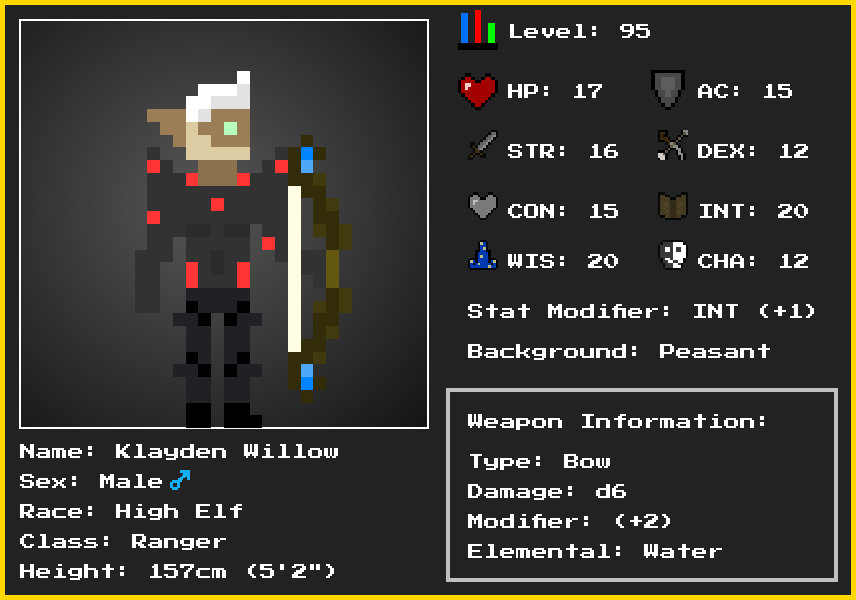 Level: 95
HP: 17
AC: 15
STR: 16
DEX: 12
CON: 15
INT: 20
WIS: 20
CHA: 12
Stat Modifier: INT (+1)
Background: Peasant
Weapon Information:
Type: Bow
Damage: d6
Modifier: (+2)
Elemental: Water
Name: Klayden Willow
Sex: Male♂
Race: High Elf
Class: Ranger
Height: 157cm (5'2")